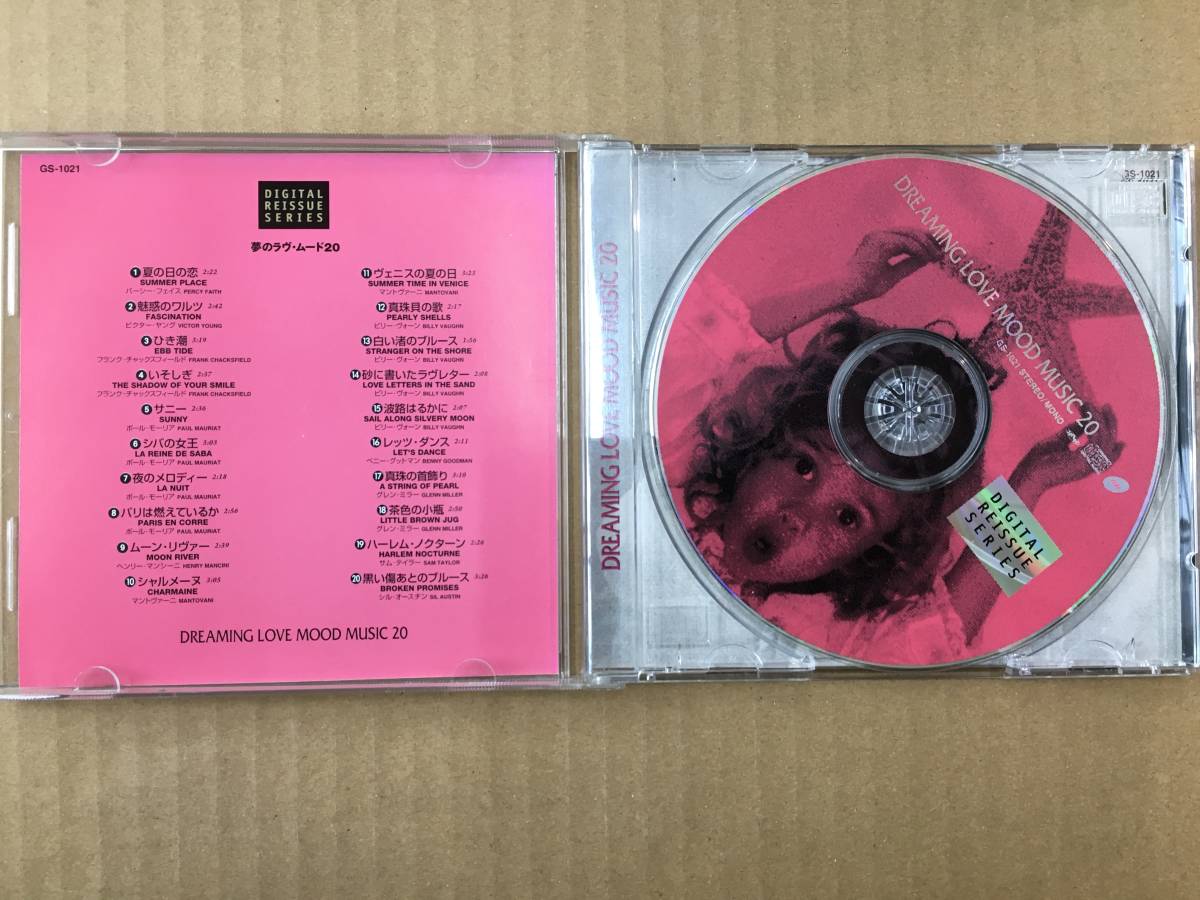 GS-1021
DIGITAL
REISSUE
SERIES
夢のラヴ・ムード20
1 夏の日の恋 2:22
SUMMER PLACE
パーシー・フェイス PERCY FAITH
2 魅惑のワルツ 2:42
FASCINATION
ビクター・ヤング VICTOR YOUNG
3 ひき潮 3:19
EBB TIDE
フランク・チャックスフィールド FRANK CHACKSFIELD
4 いそしぎ 2:37
THE SHADOW OF YOUR SMILE
フランク・チャックスフィールド FRANK CHACKSFIELD
5 サニー 2:36
SUNNY
ポール・モーリア PAUL MAURIAT
6 シバの女王 3:03
LA REINE DE SABA
ポール・モーリア PAUL MAURIAT
7 夜のメロディー 2:18
LA NUIT
ポール・モーリア PAUL MAURIAT
8 パリは燃えているか 2:56
PARIS EN CORRE
ポール・モーリア PAUL MAURIAT
9 ムーン・リヴァー 2:39
MOON RIVER
ヘンリー・マンシーニ HENRY MANCINI
10 シャルメーヌ 3:05
CHARMAINE
マントヴァーニ MANTOVANI
11 ヴェニスの夏の日 3:23
SUMMER TIME IN VENICE
マントヴァーニ MANTOVANI
12 真珠貝の歌 2:17
PEARLY SHELLS
ビリー・ヴォーン BILLY VAUGHN
13 白い渚のブルース 1:56
STRANGER ON THE SHORE
ビリー・ヴォーン BILLY VAUGHN
14 砂に書いたラヴレター 2:08
LOVE LETTERS IN THE SAND
ビリー・ヴォーン BILLY VAUGHN
15 波路はるかに 2:07
SAIL ALONG SILVERY MOON
ビリー・ヴォーン BILLY VAUGHN
16 レッツ・ダンス 2:11
LET'S DANCE
ベニー・グッドマン BENNY GOODMAN
17 真珠の首飾り 3:10
A STRING OF PEARL
グレン・ミラー GLENN MILLER
18 茶色の小瓶 2:50
LITTLE BROWN JUG
グレン・ミラー GLENN MILLER
19 ハーレム・ノクターン 2:26
HARLEM NOCTURNE
サム・テイラー SAM TAYLOR
20 黒い傷あとのブルース 3:28
BROKEN PROMISES
シル・オースチン SIL AUSTIN
DREAMING LOVE MOOD MUSIC 20
DREAMING LOVE MOOD MUSIC 20
DREAMING LOVE MOOD MUSIC 20
GS-1021 STEREO/MONO
DIGITAL
REISSUE
SERIES
GS-1021